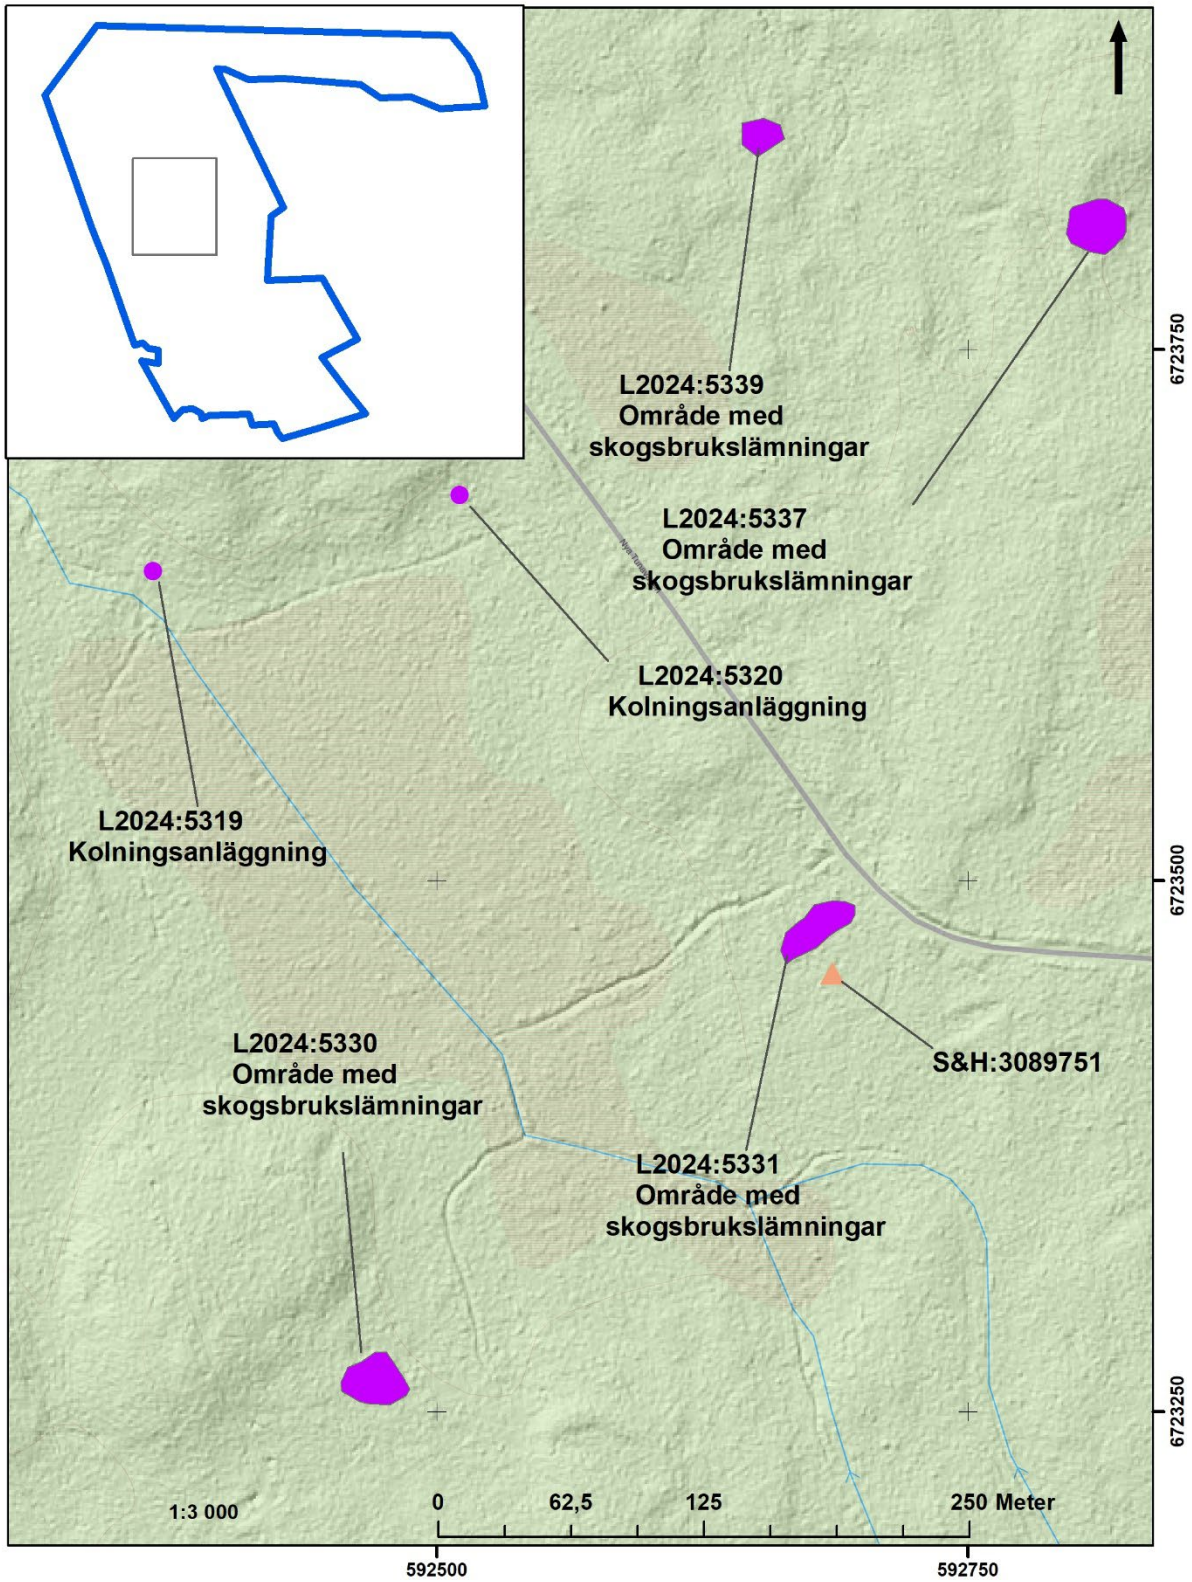 L2024:5339
Område med
skogsbrukslämningar
6723750
L2024:5337
Område med
skogsbrukslämningar
L2024:5320
Kolningsanläggning
L2024:5319
Kolningsanläggning
6723500
L2024:5330
Område med
skogsbrukslämningar
S&H:3089751
L2024:5331
Område med
skogsbrukslämningar
6723250
1:3 000
0 62,5 125 250 Meter
592500
592750